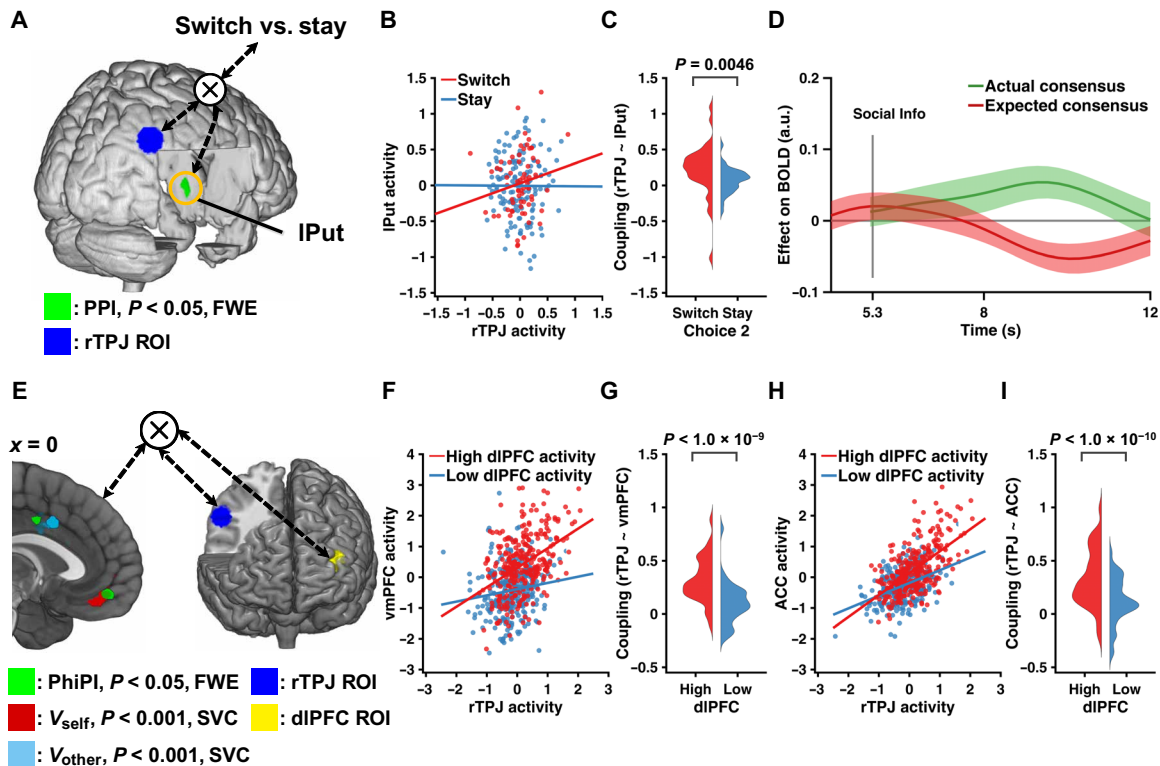 A
Switch vs. stay
lPut
: PPI, P < 0.05, FWE
: rTPJ ROI
B
Switch
Stay
lPut activity
1.5
1
0.5
0
−0.5
−1
−1.5
−1.5 −1 −0.5 0 0.5 1 1.5
rTPJ activity
C
P = 0.0046
Coupling (rTPJ ~ lPut)
1.5
1
0.5
0
−0.5
−1
−1.5
Switch Stay
Choice 2
D
Actual consensus
Expected consensus
Social Info
Effect on BOLD (a.u.)
0.2
0.1
0
−0.1
5.3 8 12
Time (s)
E
x = 0
: PhiPI, P < 0.05, FWE
: rTPJ ROI
: Vself, P < 0.001, SVC
: dlPFC ROI
: Vother, P < 0.001, SVC
F
High dlPFC activity
Low dlPFC activity
vmPFC activity
4
3
2
1
0
−1
−2
−3
−3 −2 −1 0 1 2 3
rTPJ activity
G
P < 1.0 × 10⁻⁹
Coupling (rTPJ ~ vmPFC)
1.5
1
0.5
0
−0.5
High Low
dlPFC
H
High dlPFC activity
Low dlPFC activity
ACC activity
4
3
2
1
0
−1
−2
−3
−3 −2 −1 0 1 2 3
rTPJ activity
I
P < 1.0 × 10⁻¹⁰
Coupling (rTPJ ~ ACC)
1.5
1
0.5
0
−0.5
High Low
dlPFC